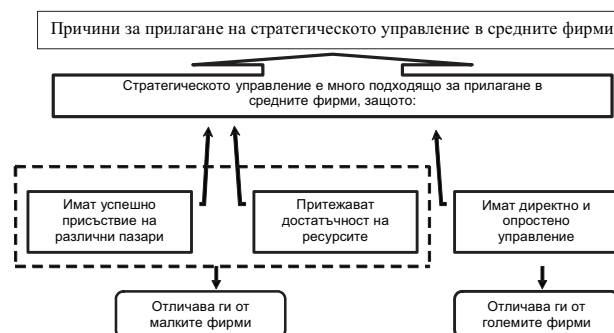 Причини за прилагане на стратегическото управление в средните фирми
Стратегическото управление е много подходящо за прилагане в
средните фирми, защото:
Имат успешно
присъствие на
различни пазари
Притежават
достатъчност на
ресурсите
Имат директно и
опростено
управление
Отличава ги от
малките фирми
Отличава ги от
големите фирми